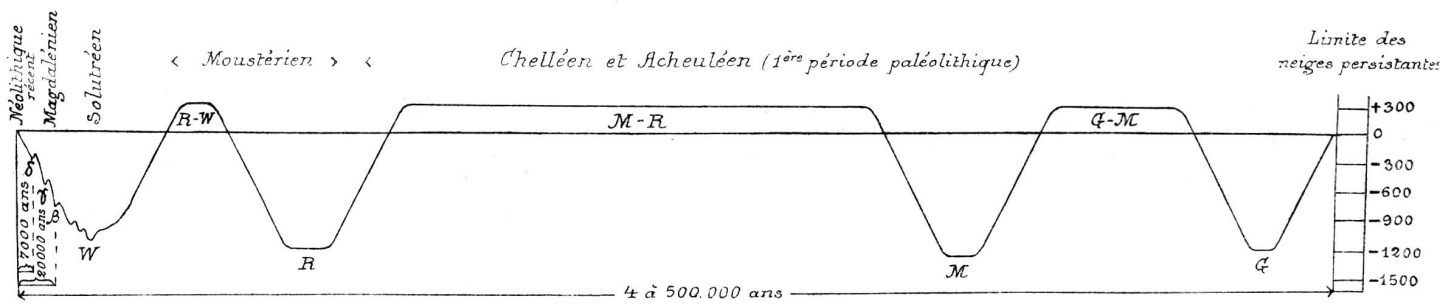 Néolithique
récent
Magdalénien
Solutréen
< Moustérien > <
Chelléen et Acheuléen (1ère période paléolithique)
Limite des
neiges persistantes
R-W
M-R
G-M
+300
0
-300
-600
-900
-1200
-1500
7000 ans
20000 ans
W
R
M
G
4 à 500.000 ans